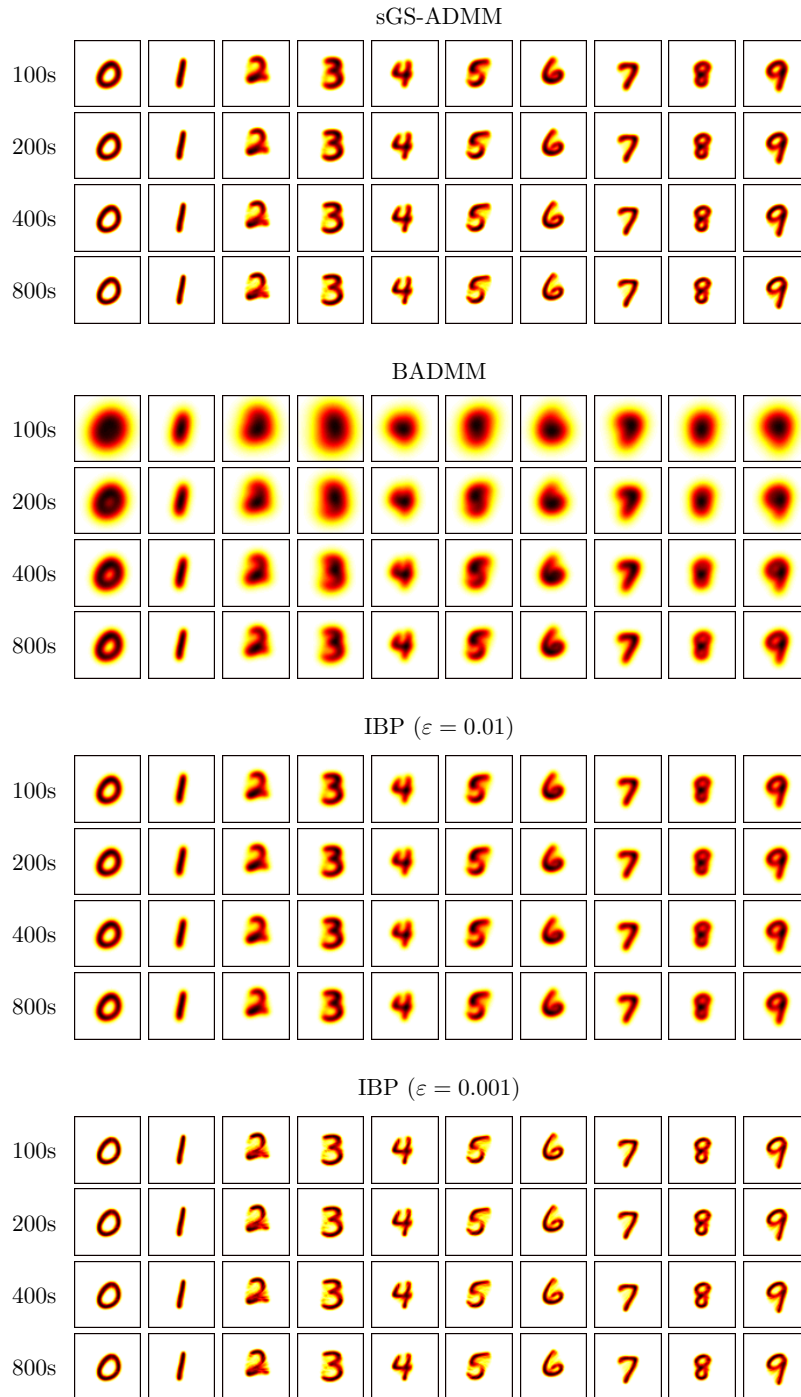 sGS-ADMM
100s 0 1 2 3 4 5 6 7 8 9
200s 0 1 2 3 4 5 6 7 8 9
400s 0 1 2 3 4 5 6 7 8 9
800s 0 1 2 3 4 5 6 7 8 9
BADMM
100s
200s 0 1
400s 0 1 2 3 4 5 6 7 8 9
800s 0 1 2 3 4 5 6 7 8 9
IBP (ε = 0.01)
100s 0 1 2 3 4 5 6 7 8 9
200s 0 1 2 3 4 5 6 7 8 9
400s 0 1 2 3 4 5 6 7 8 9
800s 0 1 2 3 4 5 6 7 8 9
IBP (ε = 0.001)
100s 0 1 2 3 4 5 6 7 8 9
200s 0 1 2 3 4 5 6 7 8 9
400s 0 1 2 3 4 5 6 7 8 9
800s 0 1 2 3 4 5 6 7 8 9